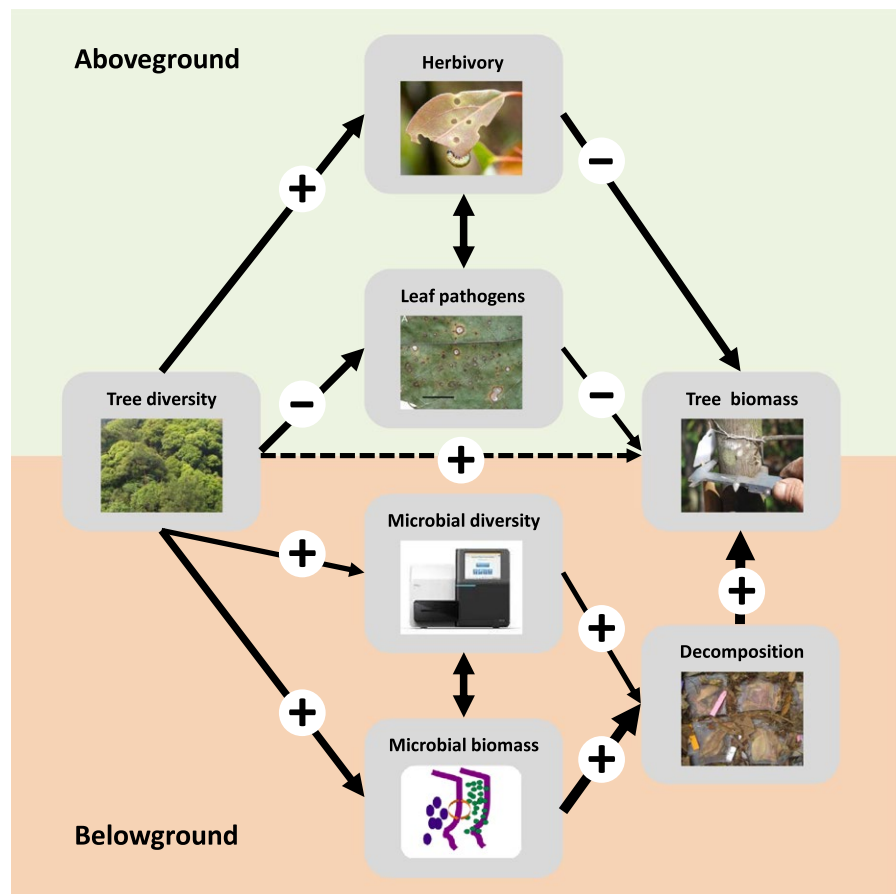 Aboveground
Herbivory
Leaf pathogens
Tree diversity
Tree biomass
Microbial diversity
Decomposition
Microbial biomass
Belowground